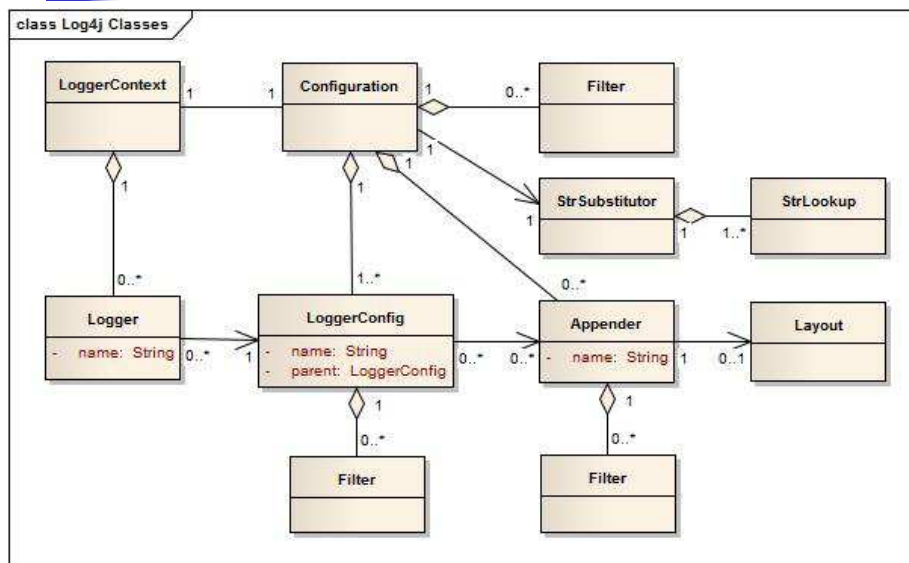 class Log4j Classes
LoggerContext
1
1
Configuration
1
0..*
Filter
1
1
1
1
StrSubstitutor
1
StrLookup
1
1..*
0..*
1..*
0..*
Logger
- name: String
0..*
1
LoggerConfig
- name: String
- parent: LoggerConfig
0..*
0..*
Appender
- name: String
1
0..1
Layout
1
0..*
Filter
1
0..*
Filter